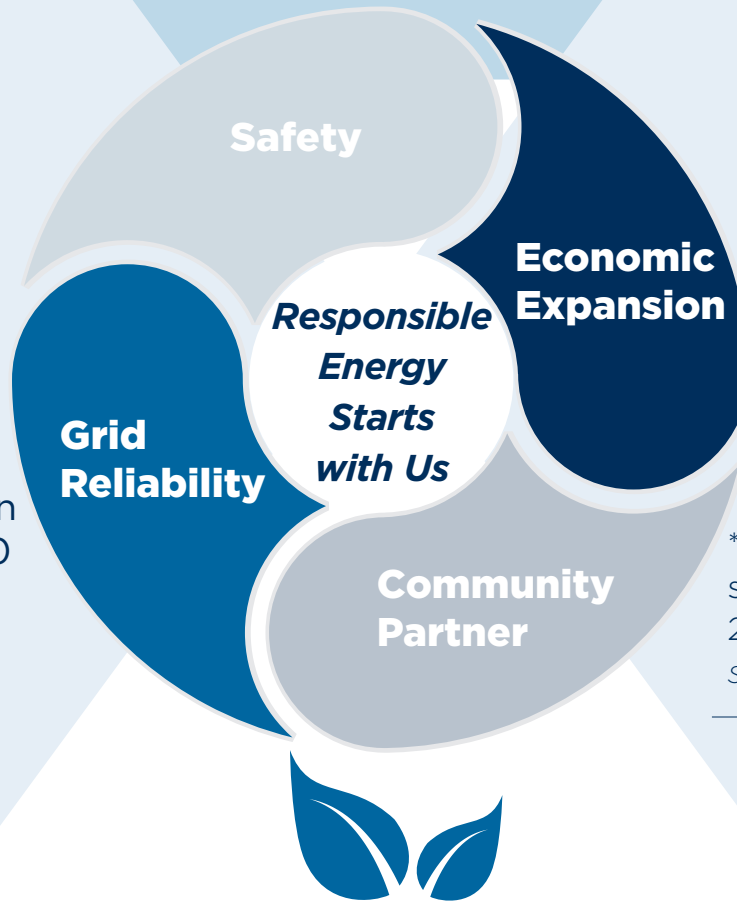 Safety
Economic
Expansion
Responsible
Energy
Starts
with Us
Grid
Reliability
Community
Partner